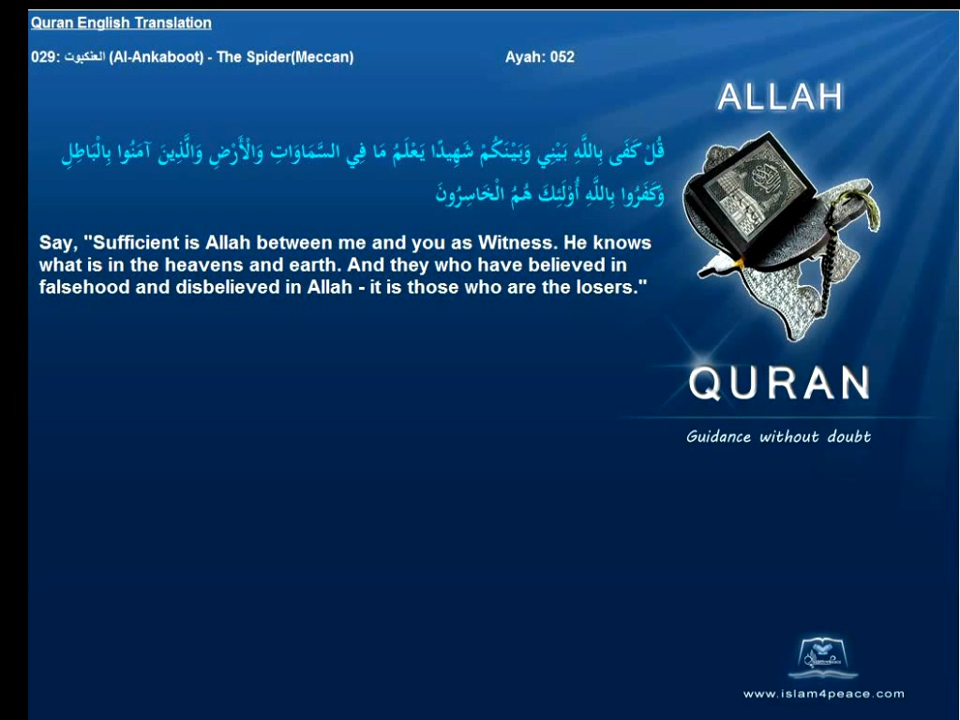 Quran English Translation
029: العنكبوت (Al-Ankaboot) - The Spider(Meccan)
Ayah: 052
ALLAH
قُلْ كَفَى بِاللَّهِ بَيْنِي وَبَيْنَكُمْ شَهِيدًا يَعْلَمُ مَا فِي السَّمَاوَاتِ وَالْأَرْضِ وَالَّذِينَ آمَنُوا بِالْبَاطِلِ
وَكَفَرُوا بِاللَّهِ أُوْلَئِكَ هُمُ الْخَاسِرُونَ
Say, "Sufficient is Allah between me and you as Witness. He knows
what is in the heavens and earth. And they who have believed in
falsehood and disbelieved in Allah - it is those who are the losers."
QURAN
Guidance without doubt
www.islam4peace.com